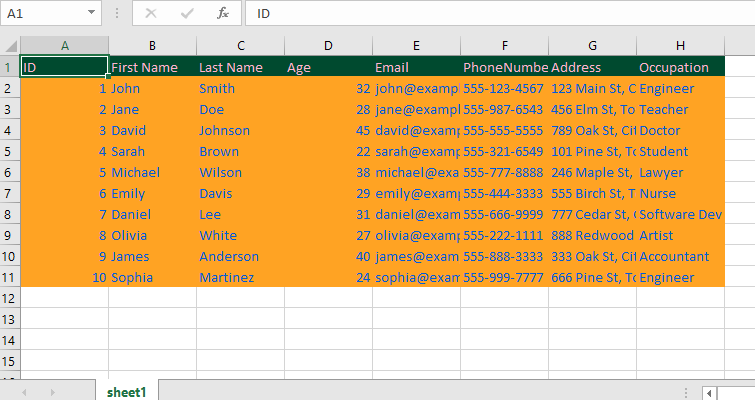 A1 fx ID
A B C D E F G H
1 ID First Name Last Name Age Email PhoneNumbe Address Occupation
2 1 John Smith 32 john@exampl 555-123-4567 123 Main St, C Engineer
3 2 Jane Doe 28 jane@exampl 555-987-6543 456 Elm St, To Teacher
4 3 David Johnson 45 david@exam 555-555-5555 789 Oak St, Cit Doctor
5 4 Sarah Brown 22 sarah@exam 555-321-6549 101 Pine St, To Student
6 5 Michael Wilson 38 michael@exa 555-777-8888 246 Maple St, Lawyer
7 6 Emily Davis 29 emily@examp 555-444-3333 555 Birch St, T Nurse
8 7 Daniel Lee 31 daniel@exam 555-666-9999 777 Cedar St, Software Dev
9 8 Olivia White 27 olivia@examp 555-222-1111 888 Redwood Artist
10 9 James Anderson 40 james@exam 555-888-3333 333 Oak St, Cit Accountant
11 10 Sophia Martinez 24 sophia@exam 555-999-7777 666 Pine St, To Engineer
12
13
14
15
sheet1